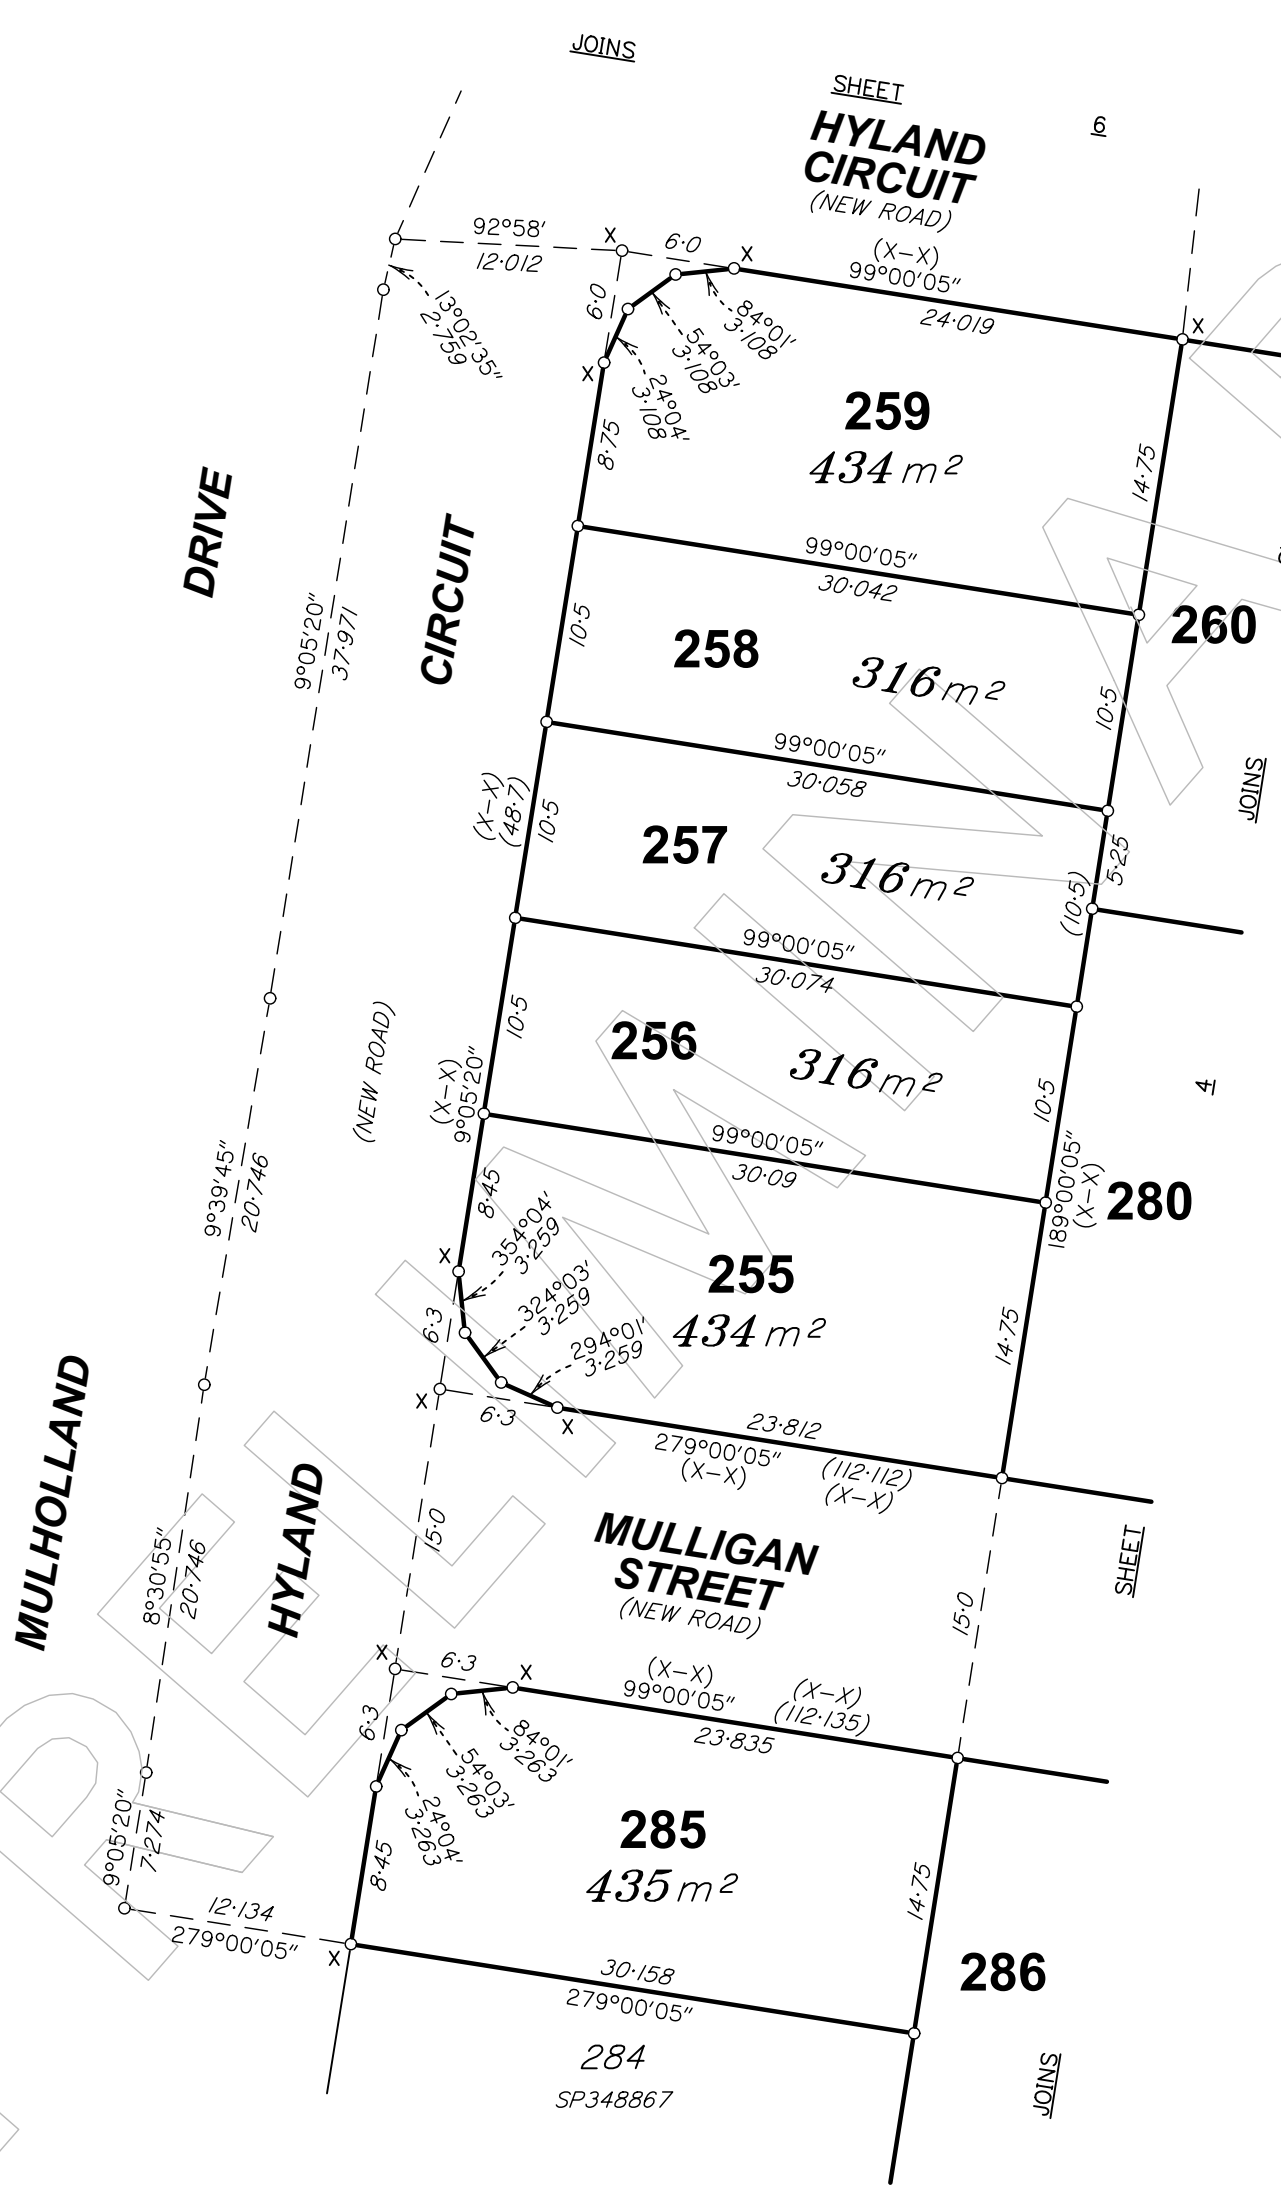 JOINS
SHEET
6
HYLAND
CIRCUIT
(NEW ROAD)
92°58'
12·012
X
6·0
X
(X-X)
99°00'05"
24·019
X
13°02'35"
2·759
6·0
X
84°01'
3·108
54°03'
3·108
24°04'
3·108
259
434 m²
8·75
14·75
DRIVE
CIRCUIT
99°00'05"
30·042
10·5
258
316 m²
260
10·5
9°05'20"
37·971
99°00'05"
30·058
JOINS
(X-X)
(48·7)
10·5
257
316 m²
5·25
(10·5)
99°00'05"
30·074
10·5
256
316 m²
10·5
4
(NEW ROAD)
(X-X)
9°05'20"
99°00'05"
30·09
189°00'05"
(X-X)
280
9°39'45"
20·746
8·45
X
354°04'
3·259
324°03'
3·259
294°01'
3·259
255
434 m²
14·75
6·3
X
6·3
X
23·812
279°00'05"
(X-X)
(112·112)
(X-X)
MULHOLLAND
HYLAND
15·0
MULLIGAN
STREET
(NEW ROAD)
SHEET
8°30'55"
20·746
15·0
X
6·3
X
(X-X)
99°00'05"
23·835
(X-X)
(112·135)
6·3
84°01'
3·263
54°03'
3·263
24°04'
3·263
285
435 m²
8·45
14·75
9°05'20"
7·274
12·134
279°00'05"
X
30·158
279°00'05"
286
284
SP348867
JOINS